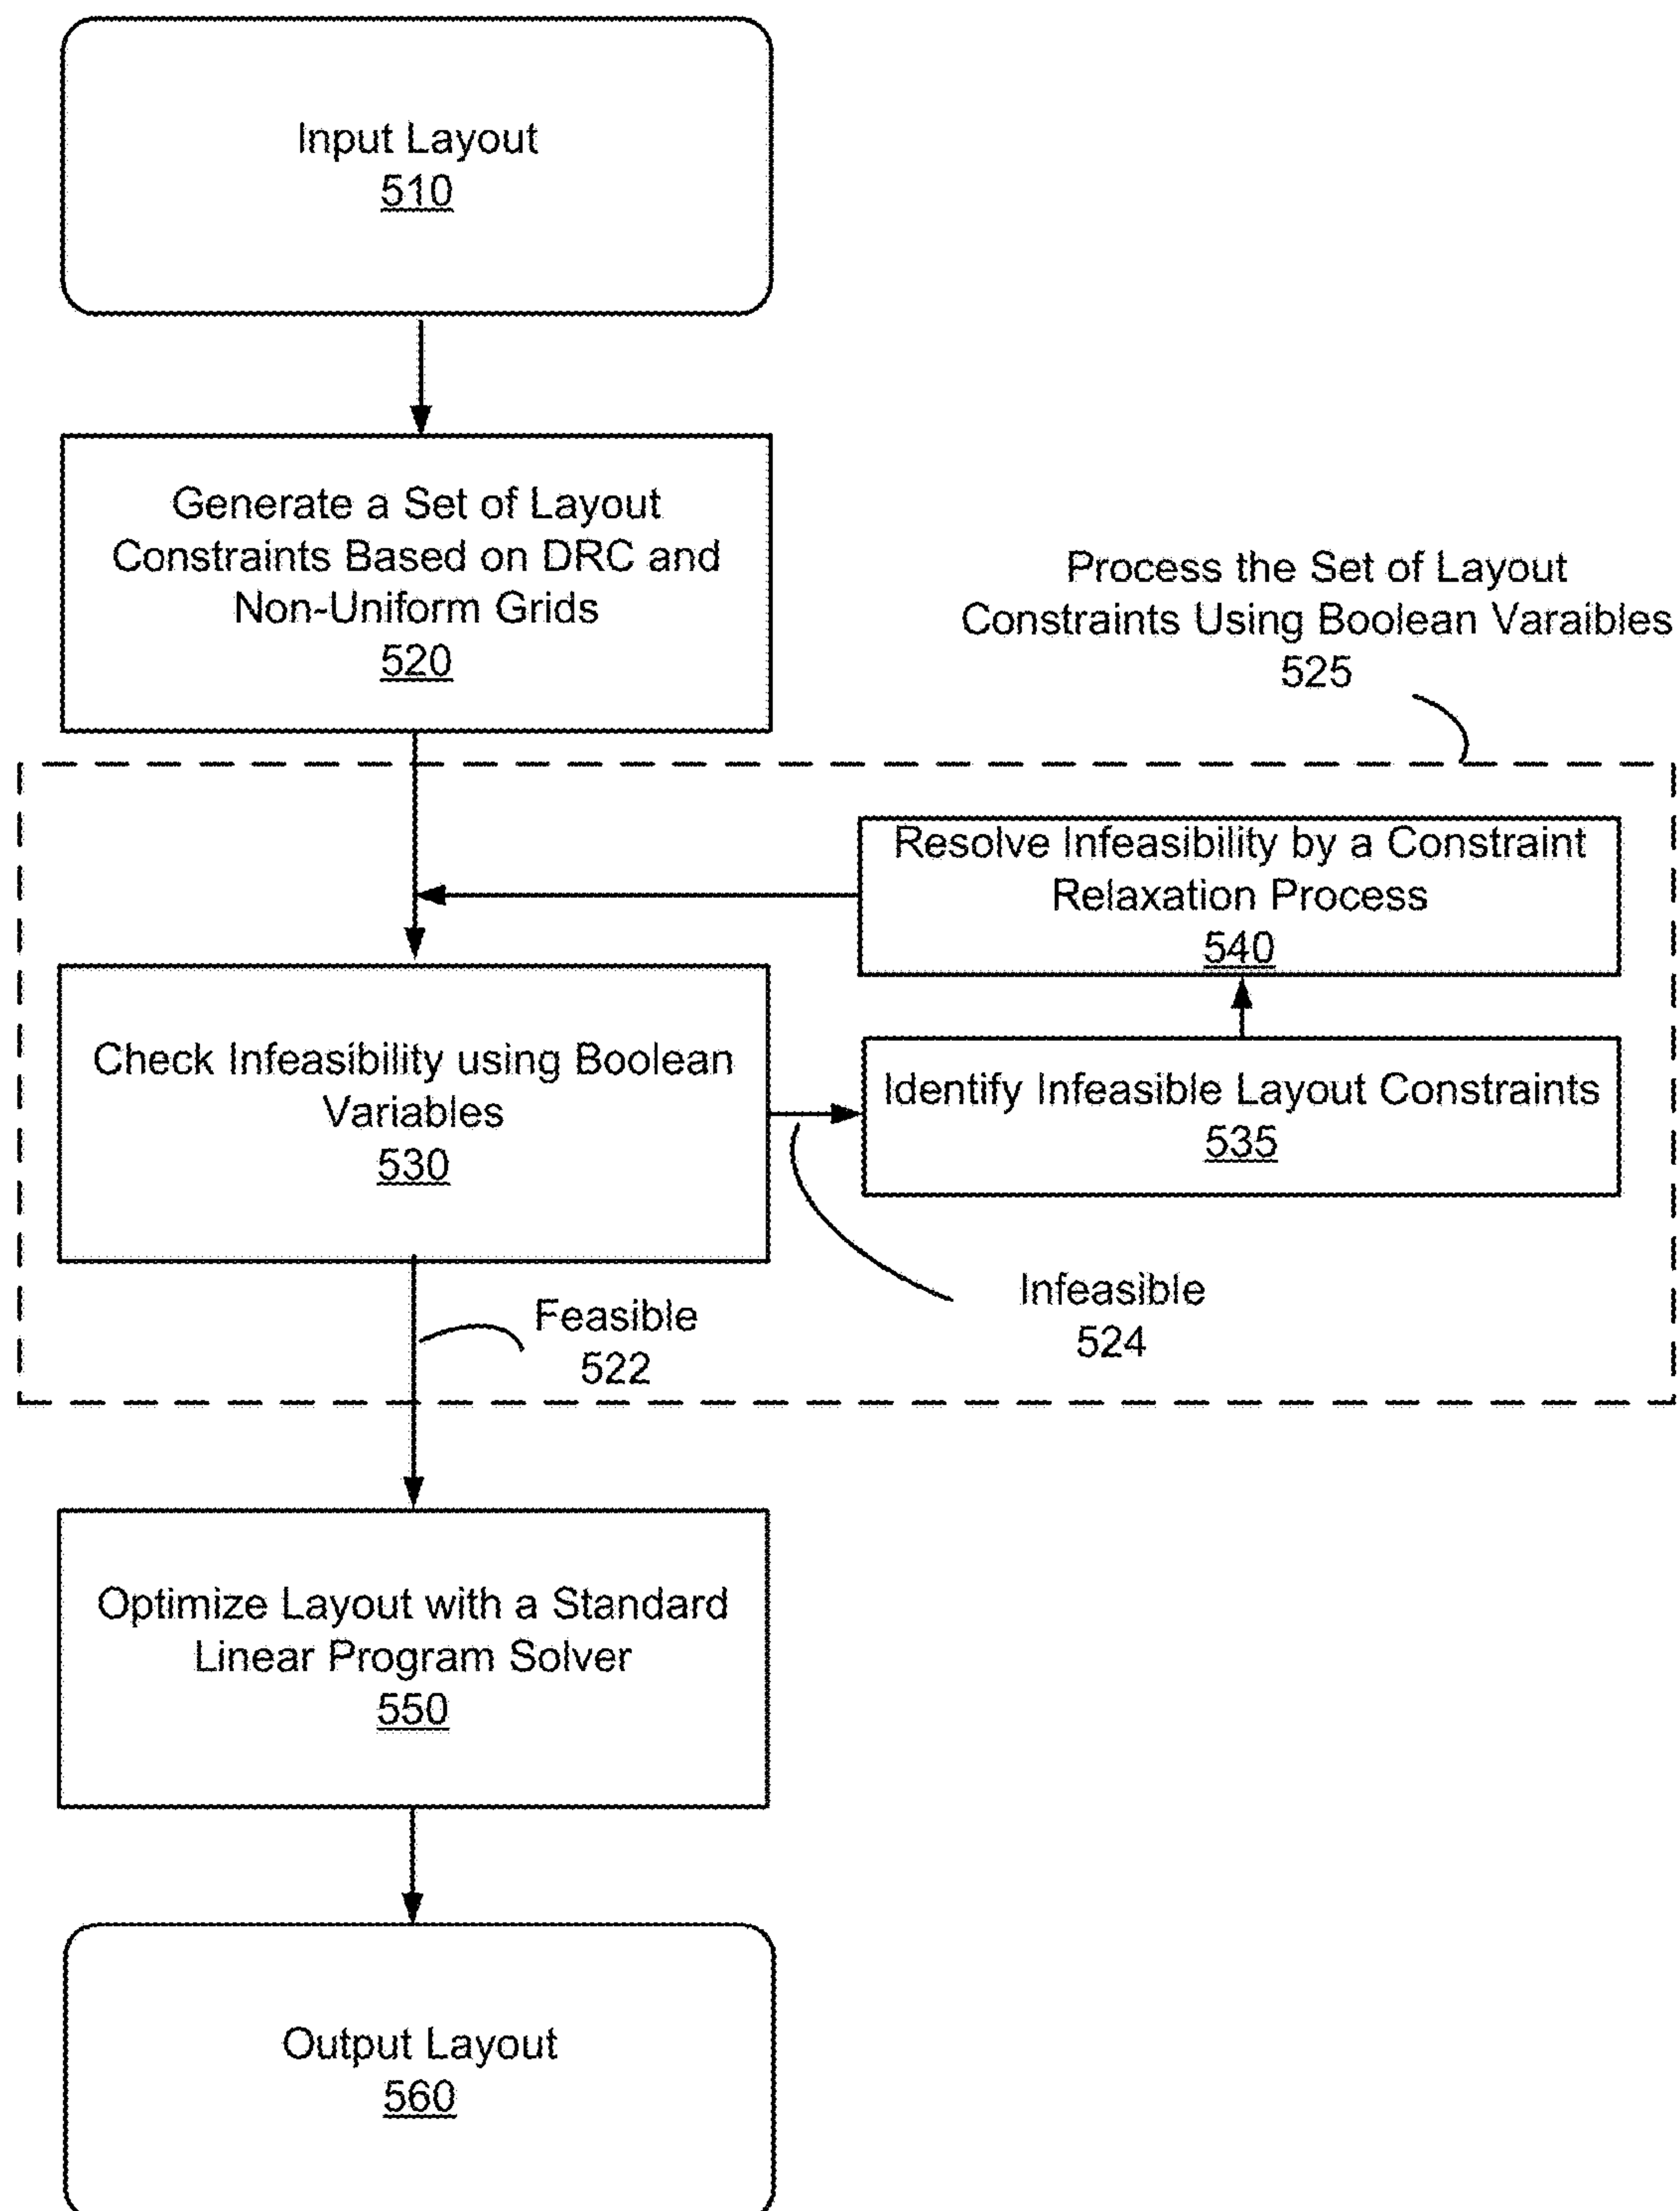 Input Layout
510
Generate a Set of Layout
Constraints Based on DRC and
Non-Uniform Grids
520
Process the Set of Layout
Constraints Using Boolean Varaibles
525
Resolve Infeasibility by a Constraint
Relaxation Process
540
Check Infeasibility using Boolean
Variables
530
Identify Infeasible Layout Constraints
535
Infeasible
524
Feasible
522
Optimize Layout with a Standard
Linear Program Solver
550
Output Layout
560